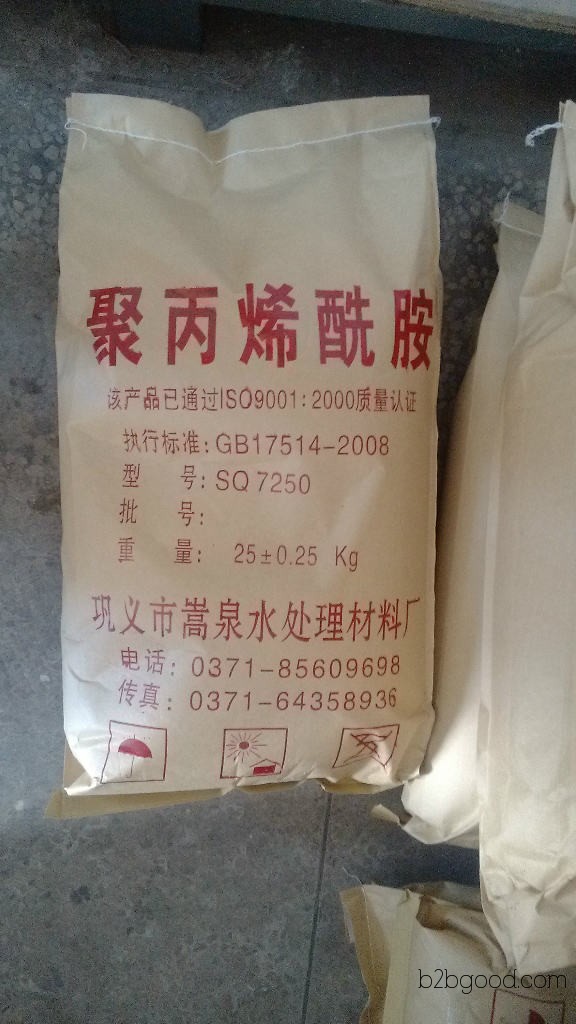 聚丙烯酰胺
该产品已通过ISO9001:2000质量认证
执行标准:GB17514-2008
型 号:SQ 7250
批 号:
重 量: 25±0.25 Kg
巩义市嵩泉水处理材料厂
电话: 0371-85609698
传真: 0371-64358936
b2bgood.com